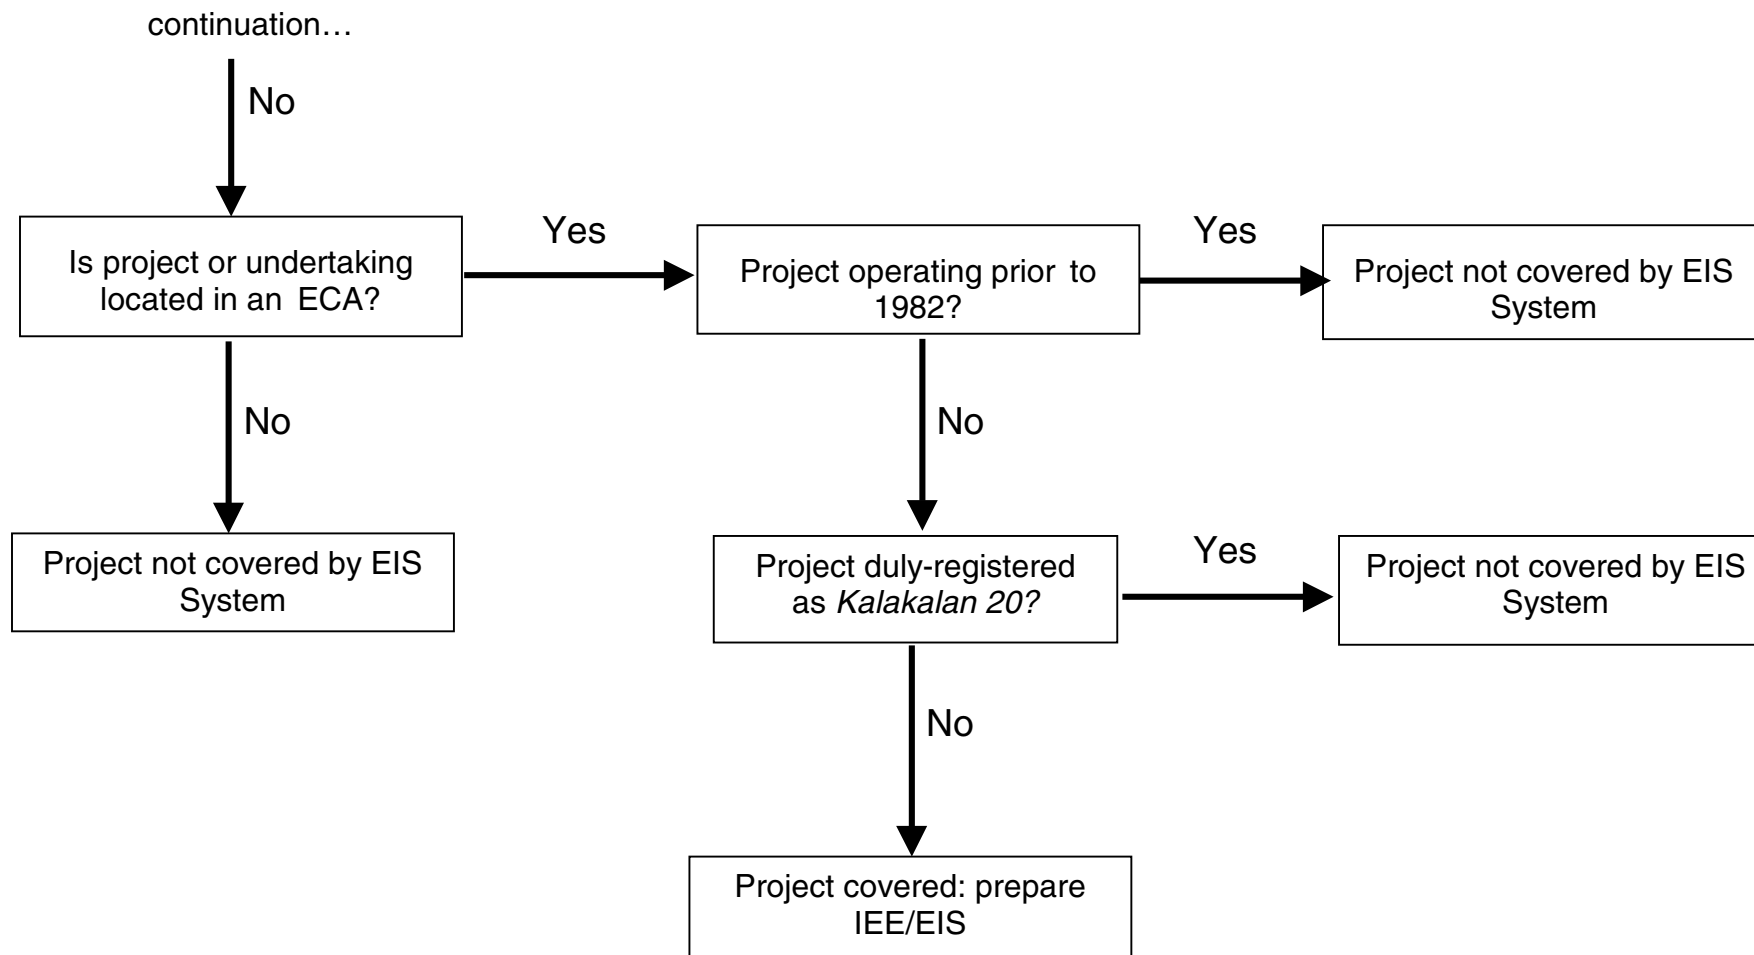 continuation…
No
Is project or undertaking
located in an ECA?
Yes
Project operating prior to
1982?
Yes
Project not covered by EIS
System
No
No
Project not covered by EIS
System
Project duly-registered
as Kalakalan 20?
Yes
Project not covered by EIS
System
No
Project covered: prepare
IEE/EIS